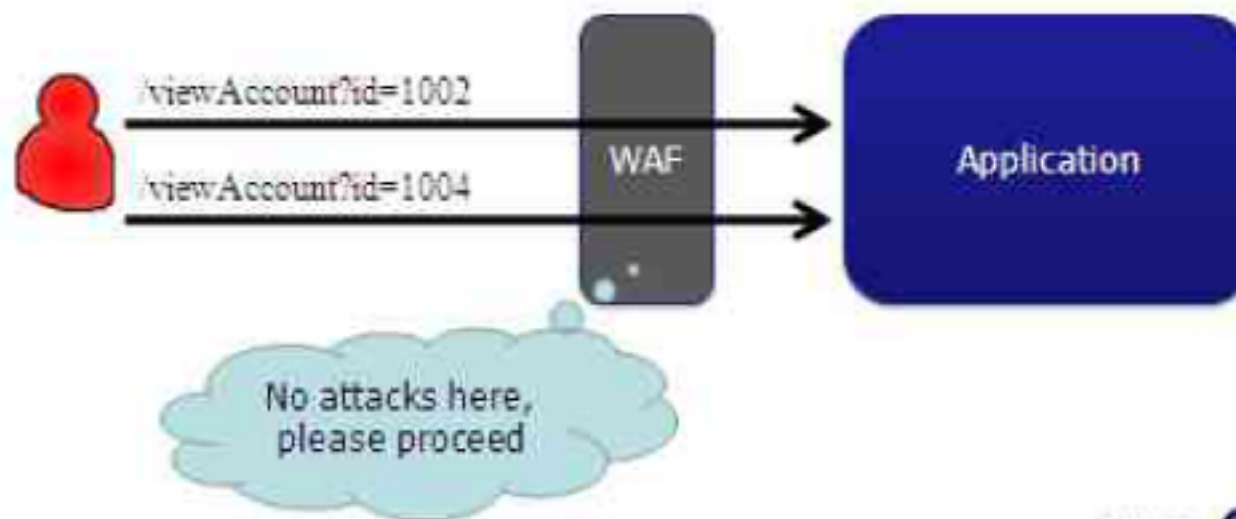 /viewAccount?id=1002
/viewAccount?id=1004
WAF
Application
No attacks here,
please proceed